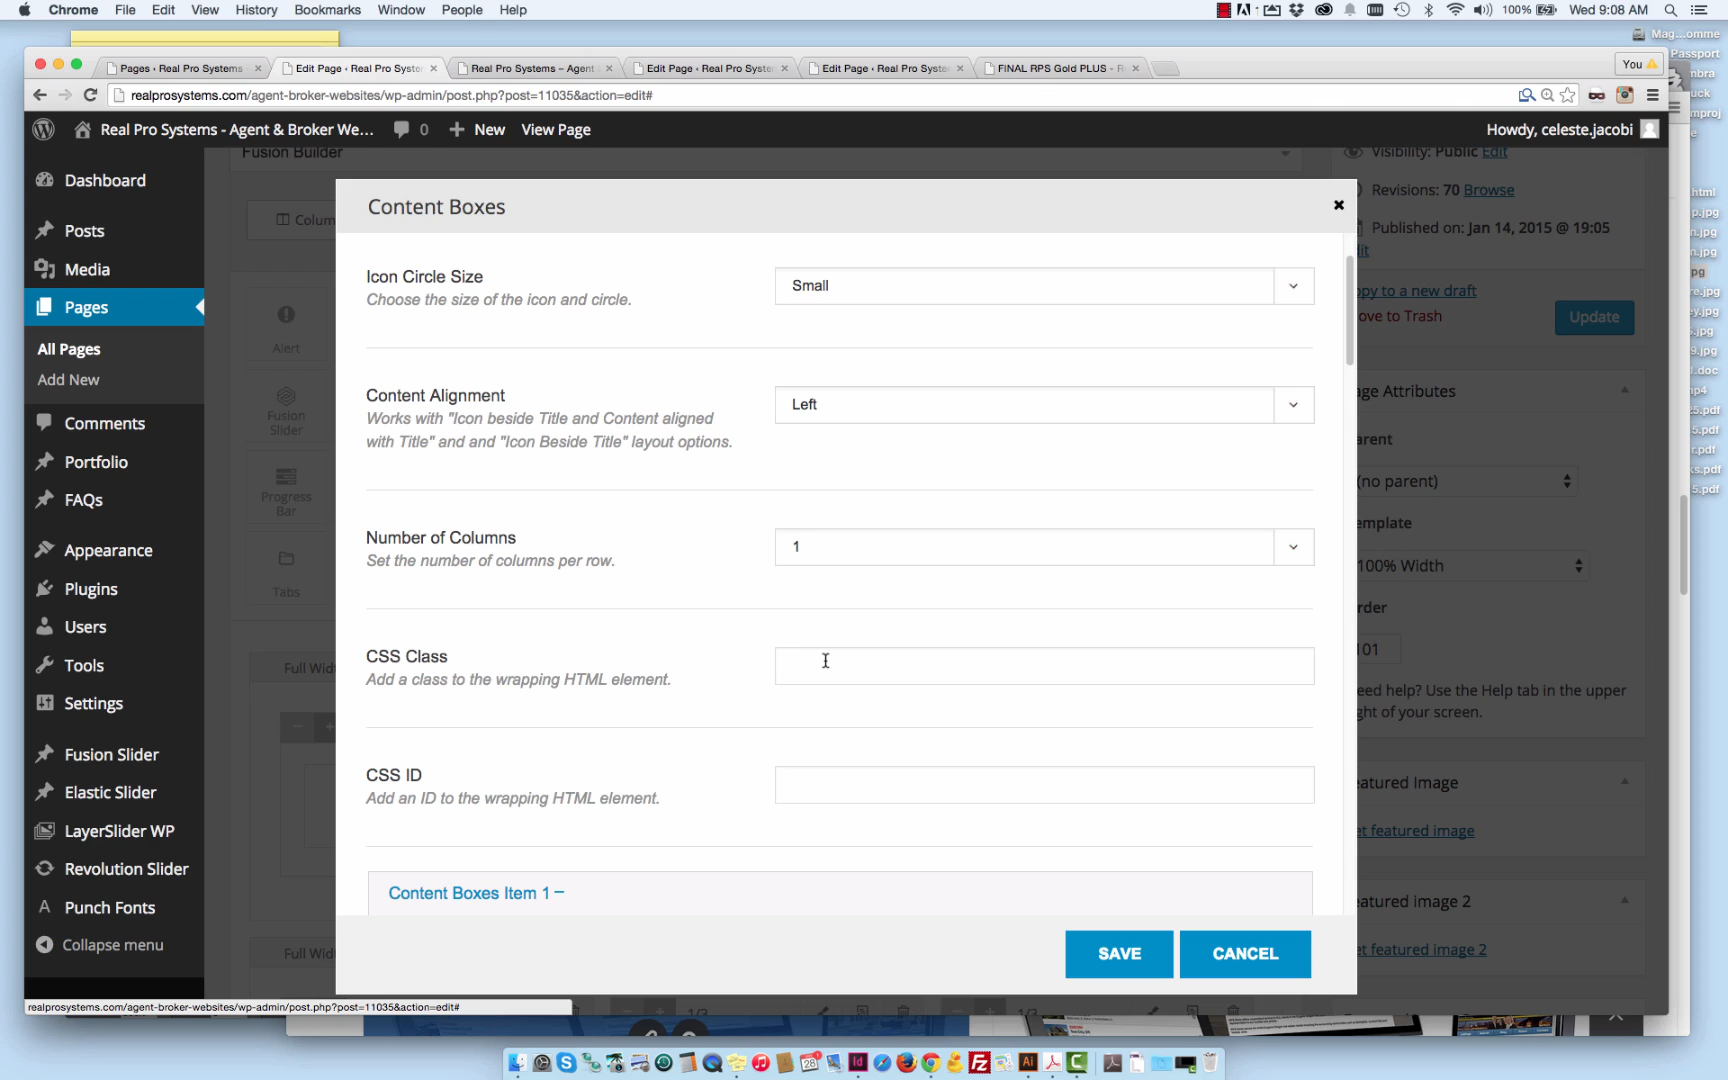 Chrome File Edit View History Bookmarks Window People Help
100% Wed 9:08 AM
Pages ‹ Real Pro Systems
Edit Page ‹ Real Pro Syste
Real Pro Systems – Agent
Edit Page ‹ Real Pro Syste
Edit Page ‹ Real Pro Syste
FINAL RPS Gold PLUS - R
You
realprosystems.com/agent-broker-websites/wp-admin/post.php?post=11035&action=edit#
Real Pro Systems - Agent & Broker We... 0 New View Page
Howdy, celeste.jacobi
Dashboard
Posts
Media
Pages
All Pages
Add New
Comments
Portfolio
FAQs
Appearance
Plugins
Users
Tools
Settings
Fusion Slider
Elastic Slider
LayerSlider WP
Revolution Slider
Punch Fonts
Collapse menu
Fusion Builder
Colum
Alert
Fusion
Slider
Progress
Bar
Tabs
Full Wid
Full Wid
Content Boxes
Icon Circle Size
Choose the size of the icon and circle.
Small
Content Alignment
Works with "Icon beside Title and Content aligned
with Title" and and "Icon Beside Title" layout options.
Left
Number of Columns
Set the number of columns per row.
1
CSS Class
Add a class to the wrapping HTML element.
CSS ID
Add an ID to the wrapping HTML element.
Content Boxes Item 1 –
SAVE
CANCEL
Visibility: Public Edit
Revisions: 70 Browse
Published on: Jan 14, 2015 @ 19:05
dit
opy to a new draft
ove to Trash
Update
age Attributes
arent
(no parent)
emplate
100% Width
rder
101
eed help? Use the Help tab in the upper
ght of your screen.
eatured Image
et featured image
eatured image 2
et featured image 2
realprosystems.com/agent-broker-websites/wp-admin/post.php?post=11035&action=edit#
1/3
Mag...omme
Passport